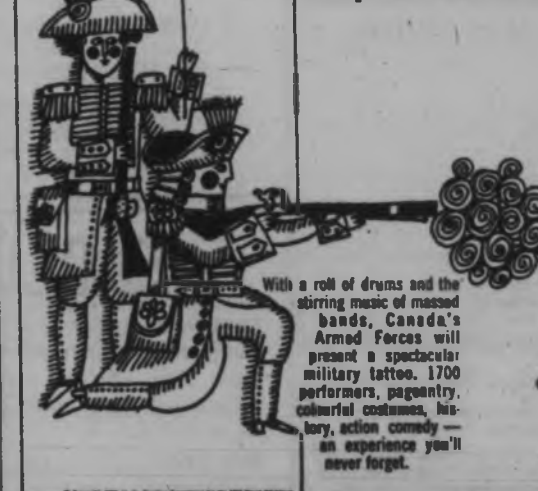 With a roll of drums and the
stirring music of massed
bands, Canada's
Armed Forces will
present a spectacular
military tattoo. 1700
performers, pageantry,
colourful costumes, his-
tory, action comedy —
an experience you'll
never forget.